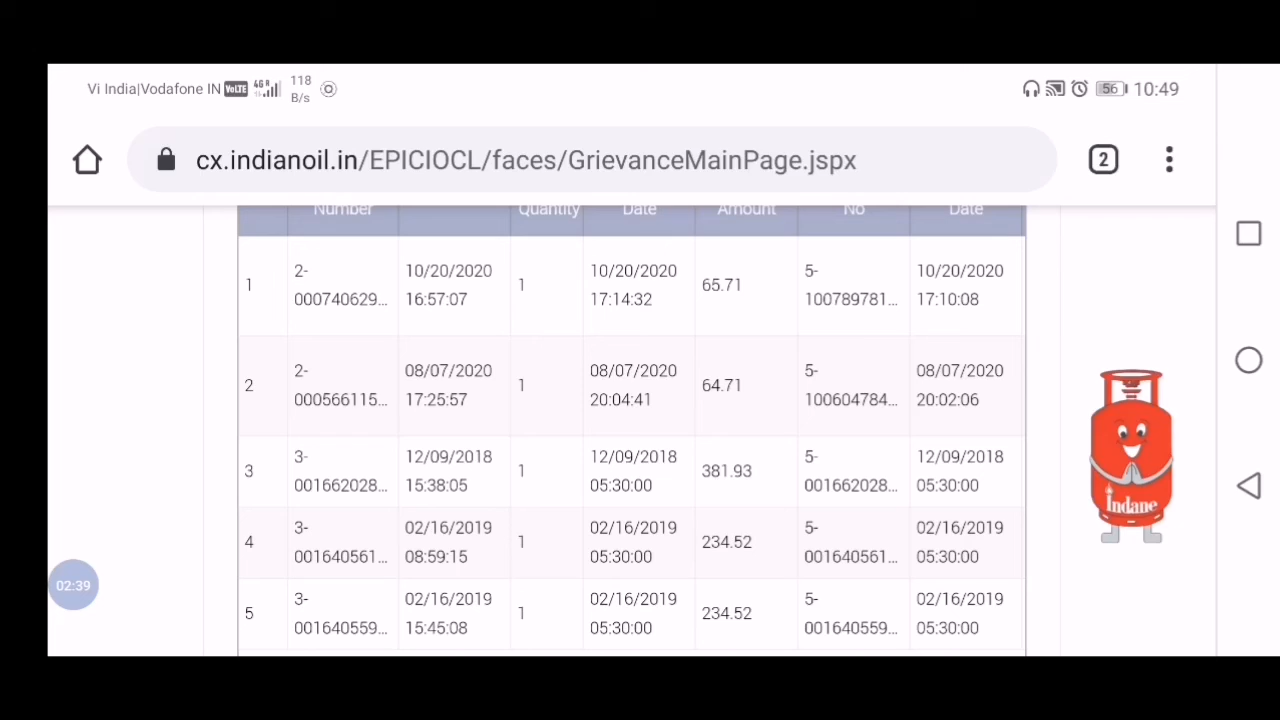 Vi India|Vodafone IN VoLTE 4G R 118 B/s 56 10:49
cx.indianoil.in/EPICIOCL/faces/GrievanceMainPage.jspx 2
Number Quantity Date Amount No Date
1 2-000740629... 10/20/2020 16:57:07 1 10/20/2020 17:14:32 65.71 5-100789781... 10/20/2020 17:10:08
2 2-000566115... 08/07/2020 17:25:57 1 08/07/2020 20:04:41 64.71 5-100604784... 08/07/2020 20:02:06
3 3-001662028... 12/09/2018 15:38:05 1 12/09/2018 05:30:00 381.93 5-001662028... 12/09/2018 05:30:00
4 3-001640561... 02/16/2019 08:59:15 1 02/16/2019 05:30:00 234.52 5-001640561... 02/16/2019 05:30:00
5 3-001640559... 02/16/2019 15:45:08 1 02/16/2019 05:30:00 234.52 5-001640559... 02/16/2019 05:30:00
Indane
02:39